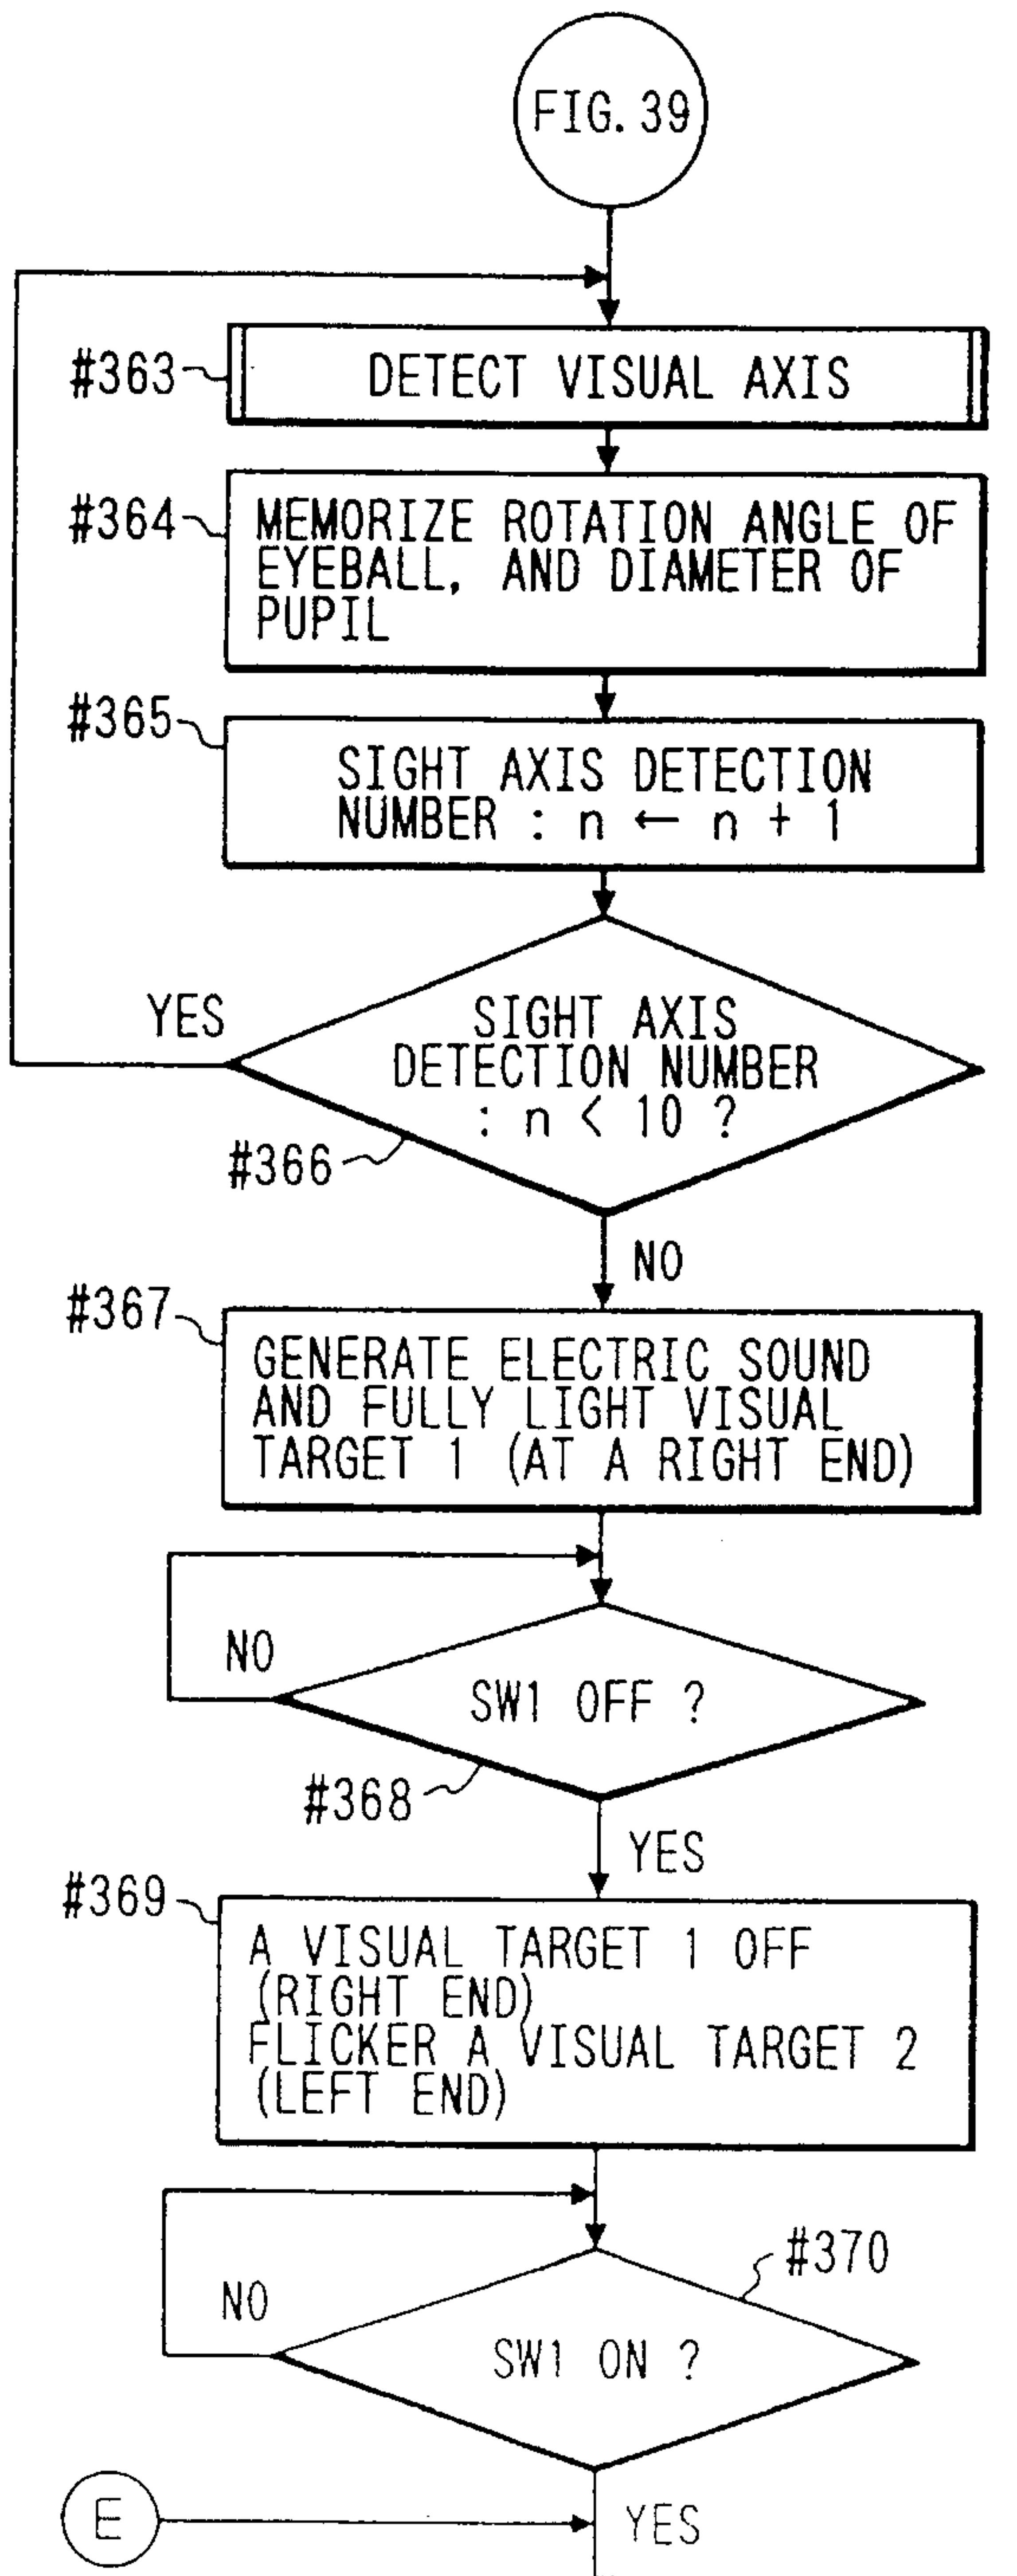 FIG. 39
#363
DETECT VISUAL AXIS
#364
MEMORIZE ROTATION ANGLE OF
EYEBALL, AND DIAMETER OF
PUPIL
#365
SIGHT AXIS DETECTION
NUMBER : n ← n + 1
YES
SIGHT AXIS
DETECTION NUMBER
: n < 10 ?
#366
NO
#367
GENERATE ELECTRIC SOUND
AND FULLY LIGHT VISUAL
TARGET 1 (AT A RIGHT END)
NO
SW1 OFF ?
#368
YES
#369
A VISUAL TARGET 1 OFF
(RIGHT END)
FLICKER A VISUAL TARGET 2
(LEFT END)
#370
NO
SW1 ON ?
E
YES